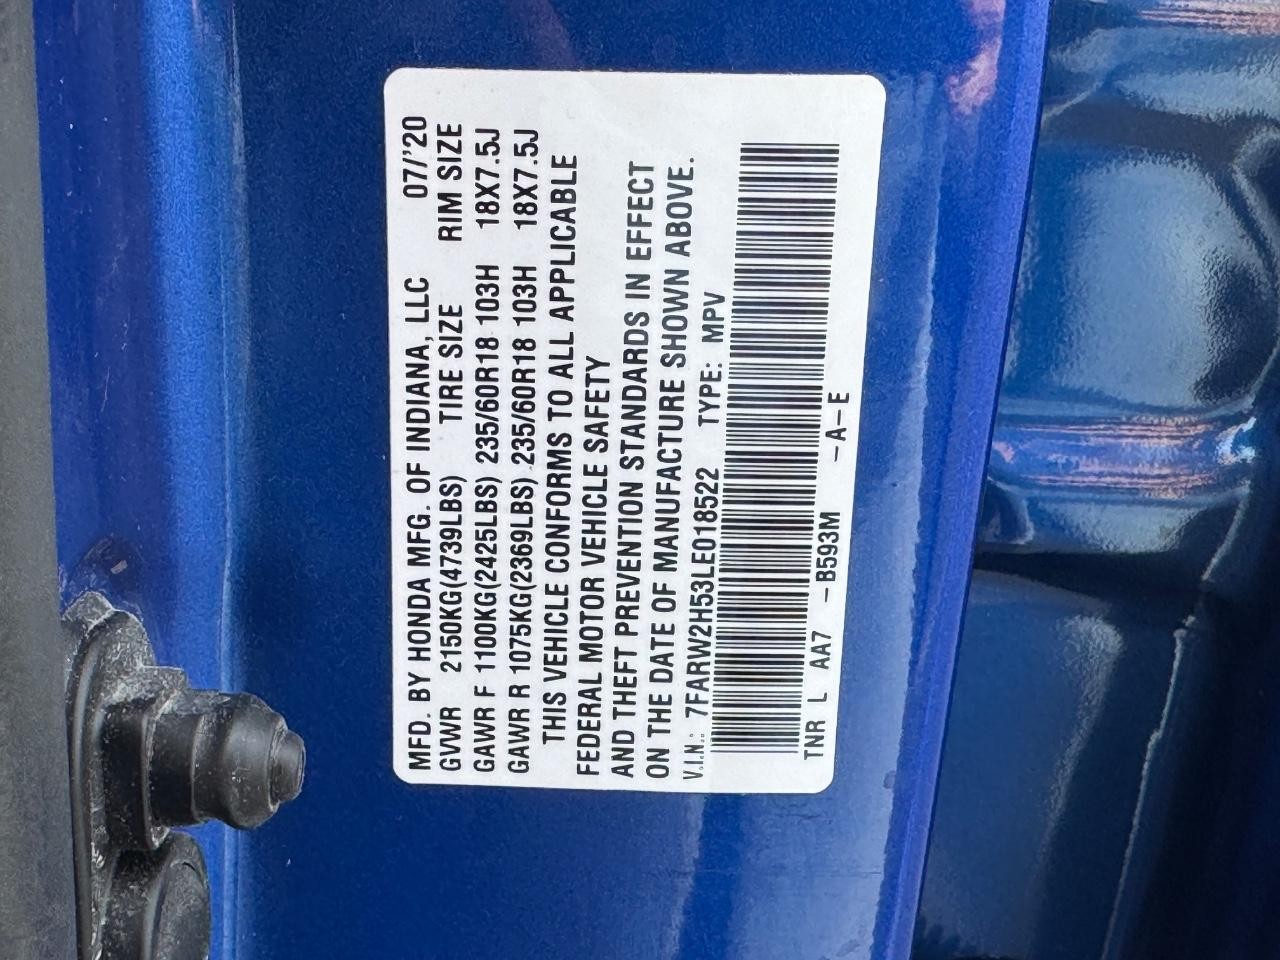 MFD. BY HONDA MFG. OF INDIANA, LLC 07/'20
GVWR 2150KG(4739LBS) TIRE SIZE RIM SIZE
GAWR F 1100KG(2425LBS) 235/60R18 103H 18X7.5J
GAWR R 1075KG(2369LBS) 235/60R18 103H 18X7.5J
THIS VEHICLE CONFORMS TO ALL APPLICABLE
FEDERAL MOTOR VEHICLE SAFETY
AND THEFT PREVENTION STANDARDS IN EFFECT
ON THE DATE OF MANUFACTURE SHOWN ABOVE.
V.I.N.: 7FARW2H53LE018522 TYPE: MPV
TNR L AA7 -B593M -A-E